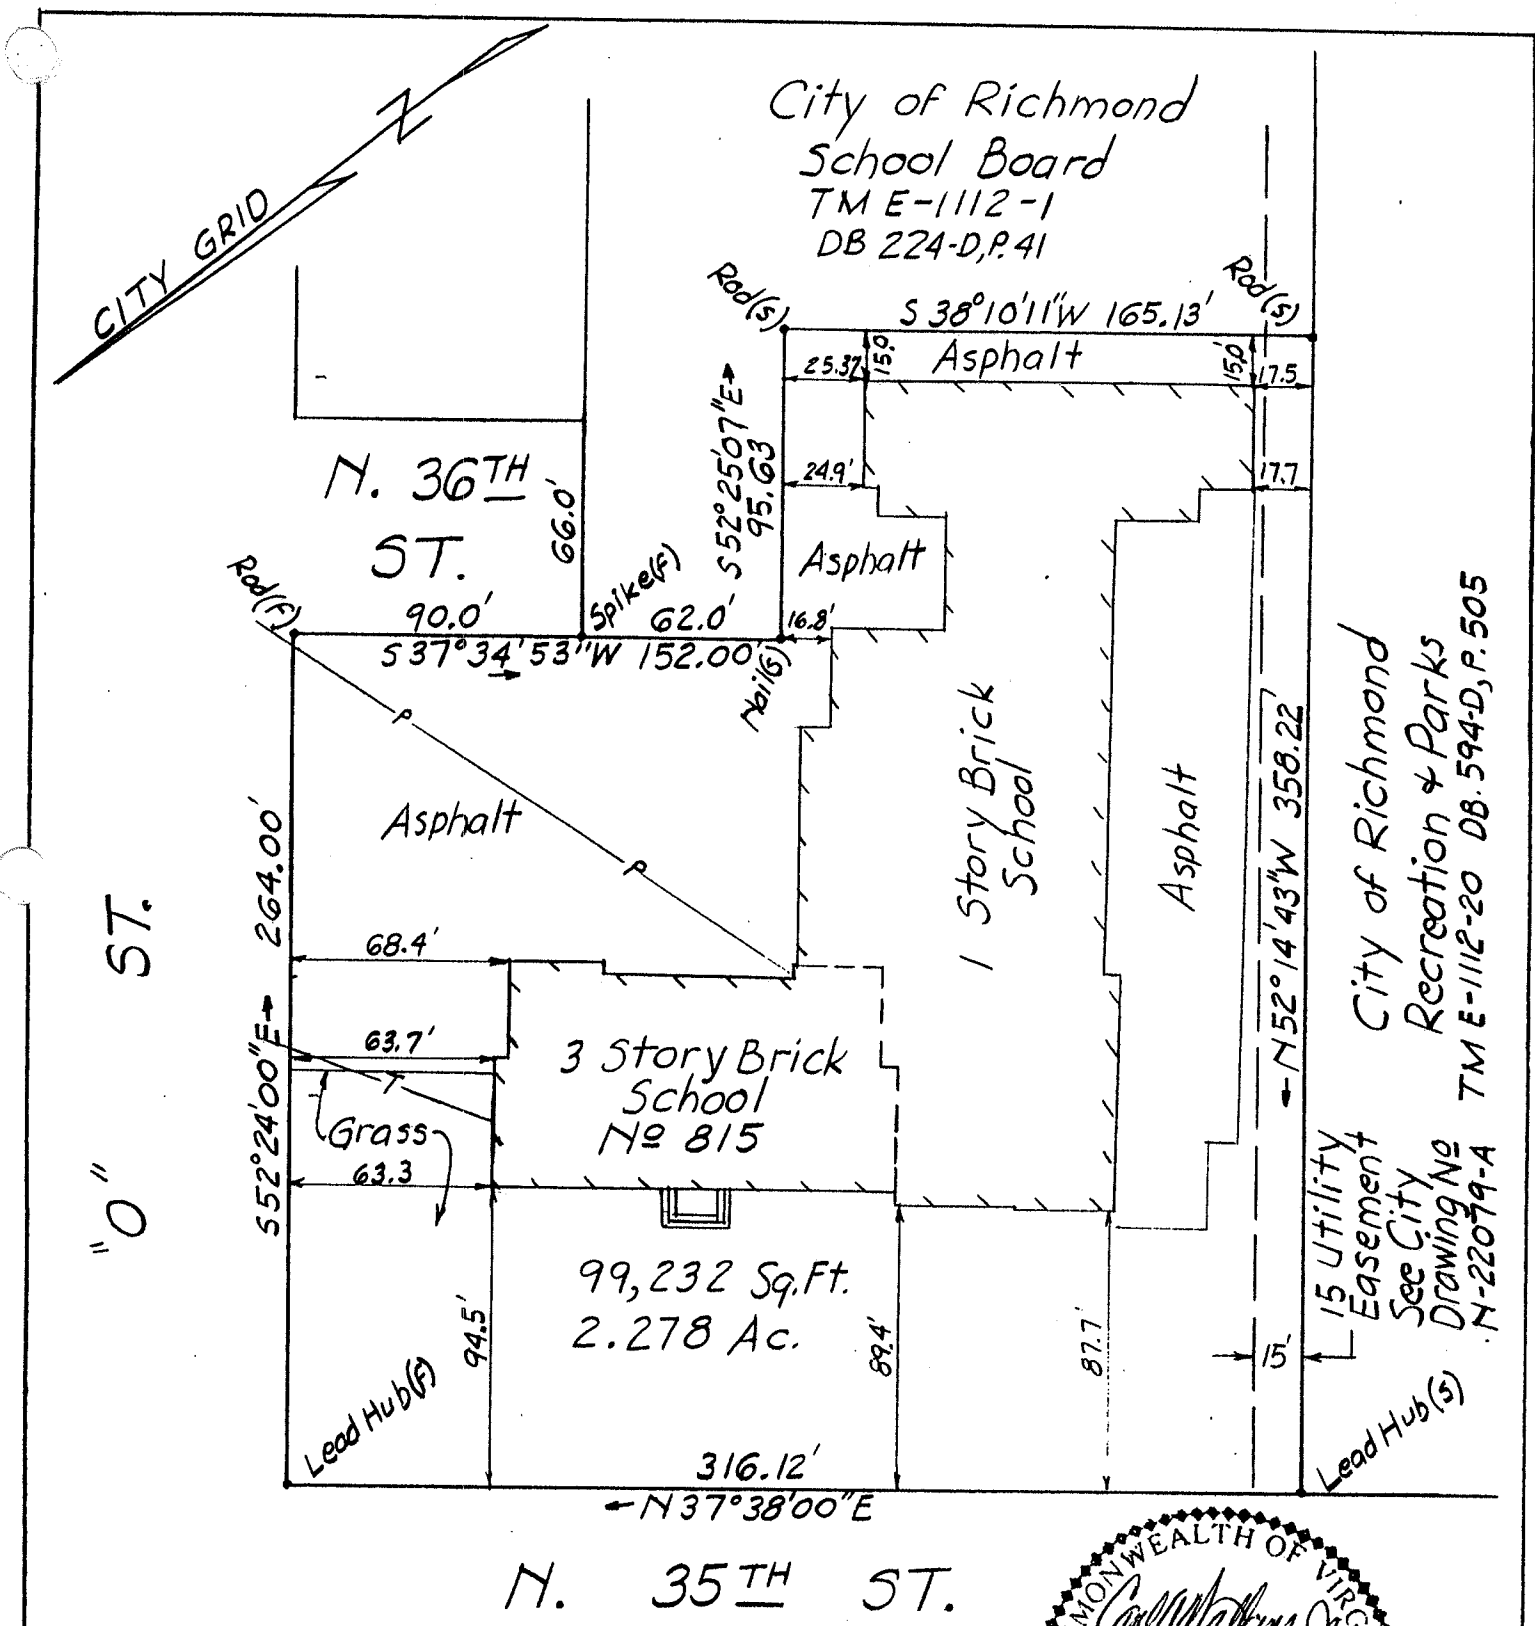 CITY GRID
N
City of Richmond
School Board
TM E-1112-1
DB 224-D,P.41
Rod(s)
S 38°10'11"W 165.13'
Rod(s)
25.37
15.0'
Asphalt
15.0'
17.5
S52°25'07"E
95.63
24.9'
17.7
N. 36TH
ST.
66.0'
Asphalt
Rod(f)
90.0'
Spike(f)
62.0'
16.8'
S37°34'53"W 152.00'
Nail(s)
P
P
Asphalt
264.00'
S52°24'00"E
"O" ST.
68.4'
63.7'
T
Grass
63.3
3 Story Brick
School
No 815
1 Story Brick
School
Asphalt
N52°14'43"W 358.22'
City of Richmond
Recreation & Parks
TM E-1112-20 DB.594-D,P.505
15 Utility
Easement
See City
Drawing No
N-22079-A
99,232 Sq.Ft.
2.278 Ac.
94.5'
89.4'
87.7'
15'
Lead Hub(f)
Lead Hub(s)
316.12'
N37°38'00"E
N. 35TH ST.
MONWEALTH OF VIRG